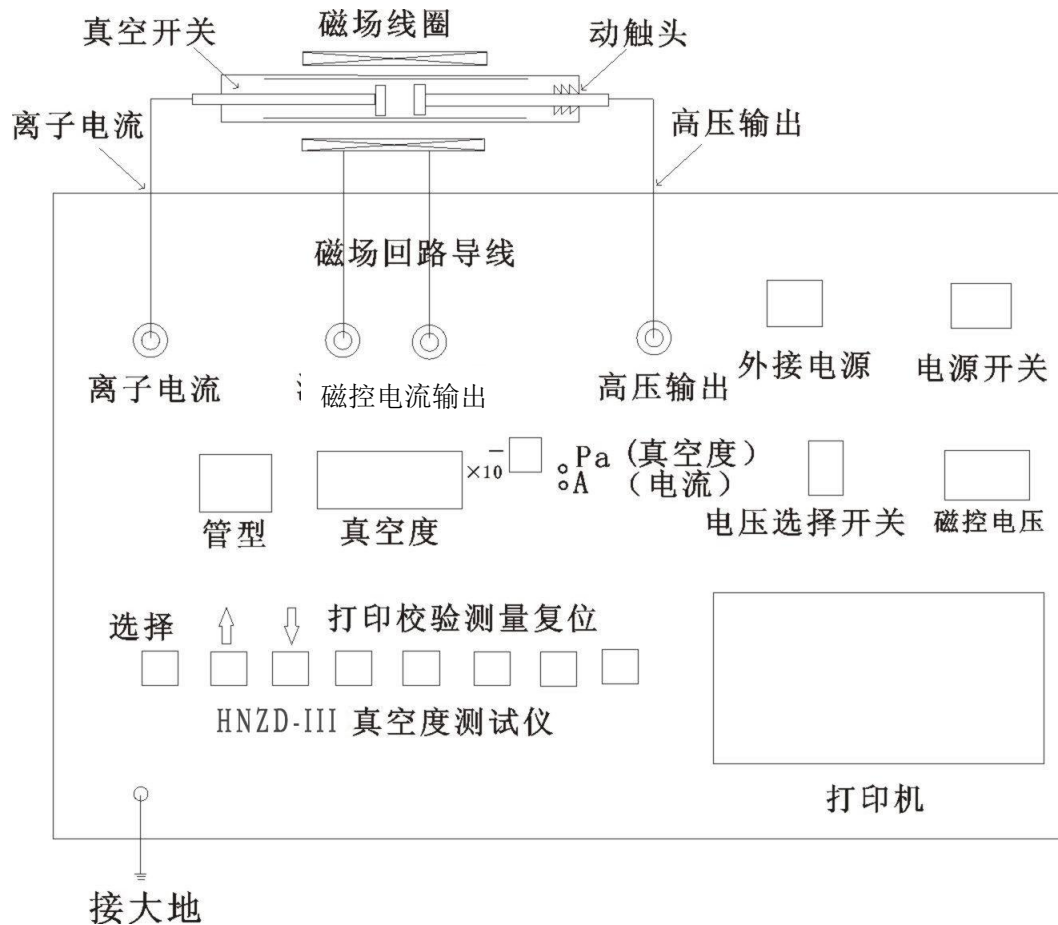 磁场线圈
真空开关
动触头
离子电流
高压输出
磁场回路导线
离子电流
磁控电流输出
高压输出
外接电源
电源开关
×10
Pa (真空度)
A (电流)
管型
真空度
电压选择开关
磁控电压
选择
打印校验测量复位
HNZD-III 真空度测试仪
打印机
接大地